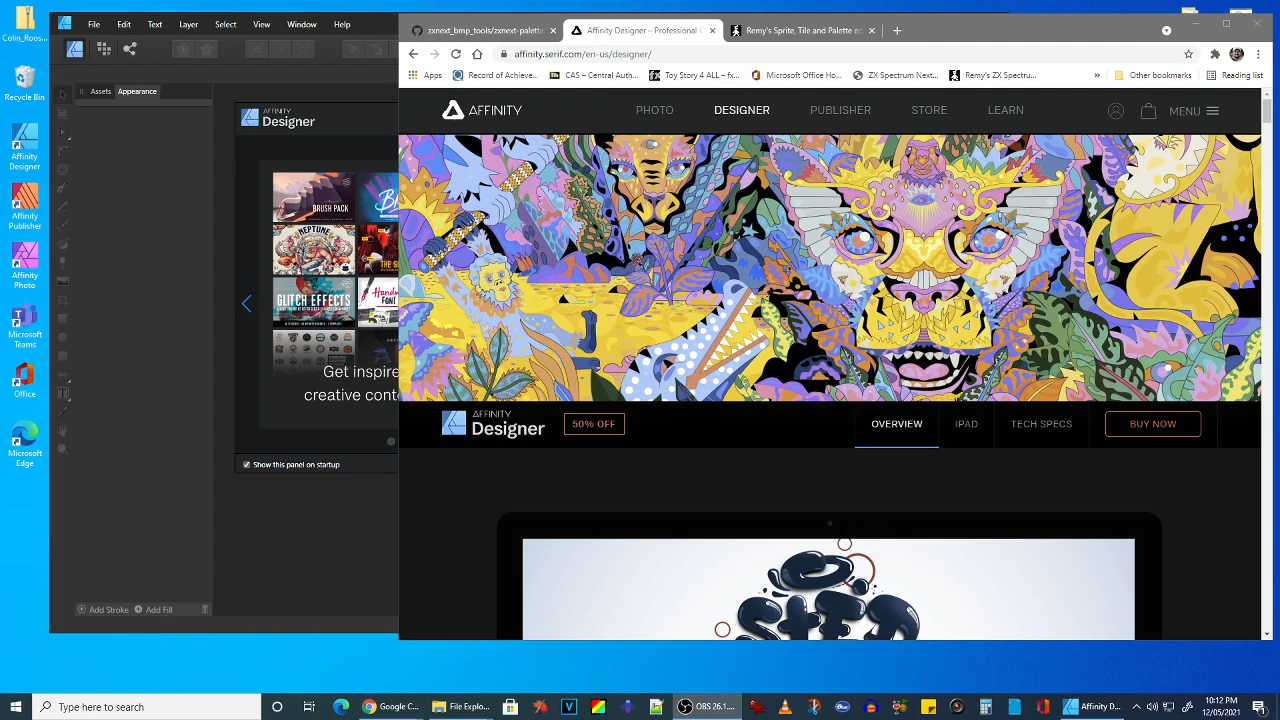 Colin_Roos...
Recycle Bin
Affinity Designer
Affinity Publisher
Affinity Photo
Microsoft Teams
Office
Microsoft Edge
File Edit Text Layer Select View Window Help
Assets Appearance
Designer
BRUSH PACK
NEPTUNE
GLITCH EFFECTS
Get inspire
creative conte
Show this panel on startup
Add Stroke Add Fill
zxnext_bmp_tools/zxnext-palette
Affinity Designer – Professional
Remy's Sprite, Tile and Palette ed
affinity.serif.com/en-us/designer/
Apps Record of Achieve... CAS – Central Auth... Toy Story 4 ALL – fx... Microsoft Office Ho... ZX Spectrum Next... Remy's ZX Spectru... » Other bookmarks Reading list
AFFINITY PHOTO DESIGNER PUBLISHER STORE LEARN MENU
AFFINITY
Designer 50% OFF OVERVIEW IPAD TECH SPECS BUY NOW
Type here to search
Google C... File Explo... OBS 26.1.... Affinity D...
10:12 PM
12/05/2021